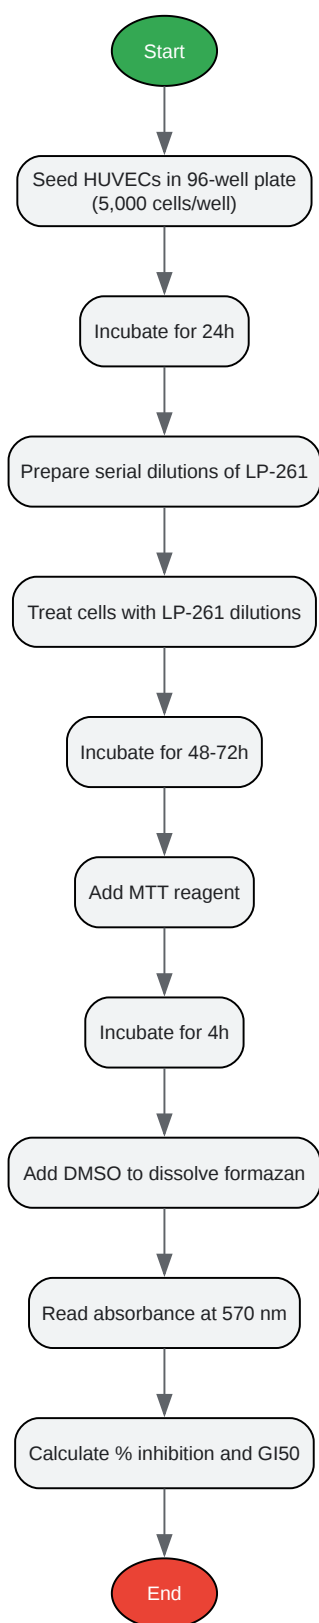 Start
Seed HUVECs in 96-well plate
(5,000 cells/well)
Incubate for 24h
Prepare serial dilutions of LP-261
Treat cells with LP-261 dilutions
Incubate for 48-72h
Add MTT reagent
Incubate for 4h
Add DMSO to dissolve formazan
Read absorbance at 570 nm
Calculate % inhibition and GI50
End